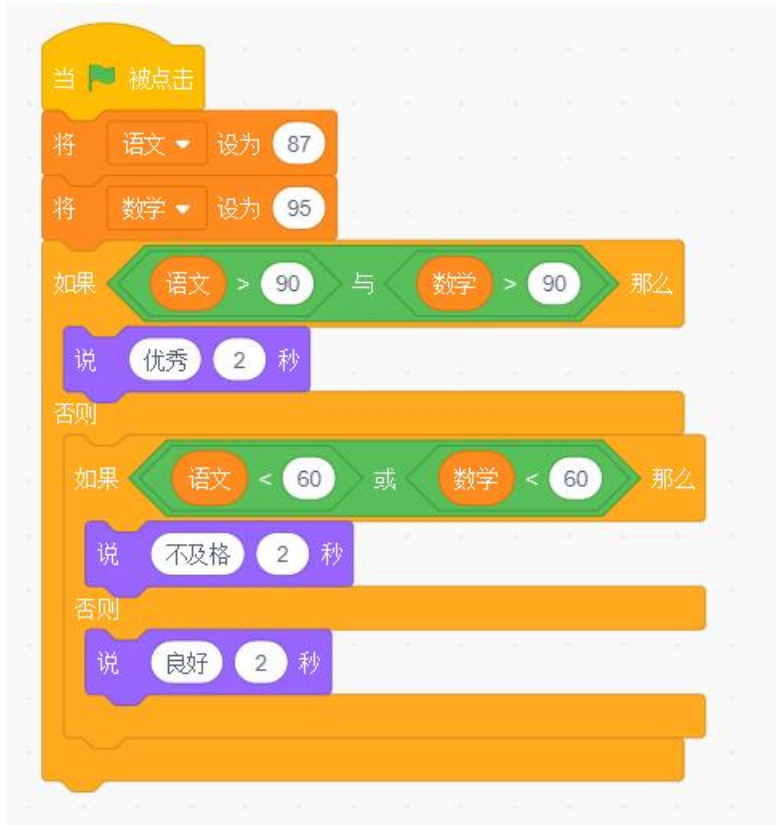 当 被点击
将 语文 设为 87
将 数学 设为 95
如果 语文 > 90 与 数学 > 90 那么
说 优秀 2 秒
否则
如果 语文 < 60 或 数学 < 60 那么
说 不及格 2 秒
否则
说 良好 2 秒